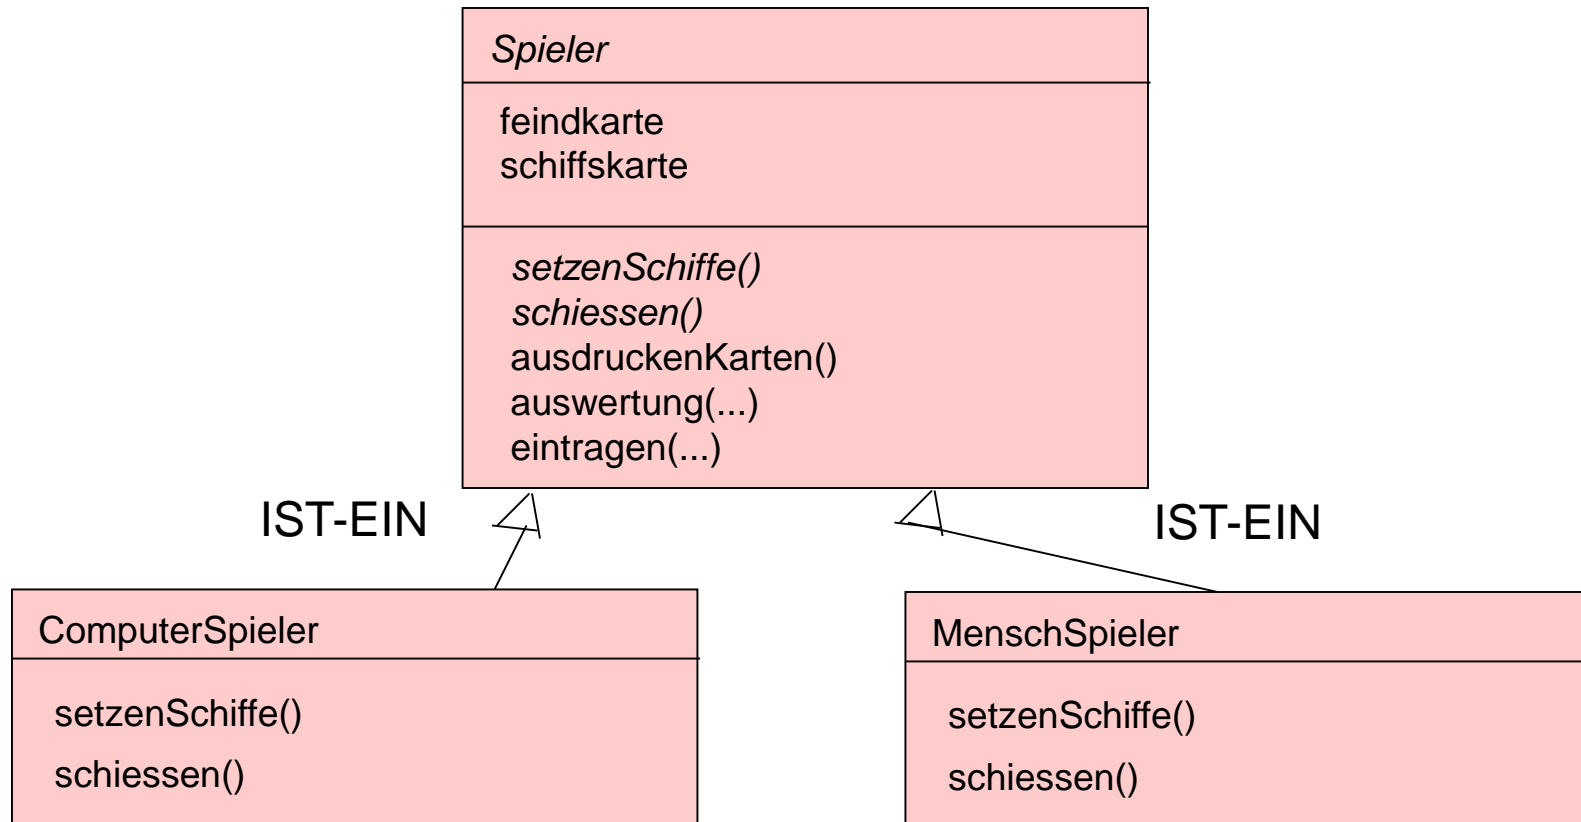 Spieler
feindkarte
schiffskarte
setzenSchiffe()
schiessen()
ausdruckenKarten()
auswertung(...)
eintragen(...)
IST-EIN
IST-EIN
ComputerSpieler
setzenSchiffe()
schiessen()
MenschSpieler
setzenSchiffe()
schiessen()